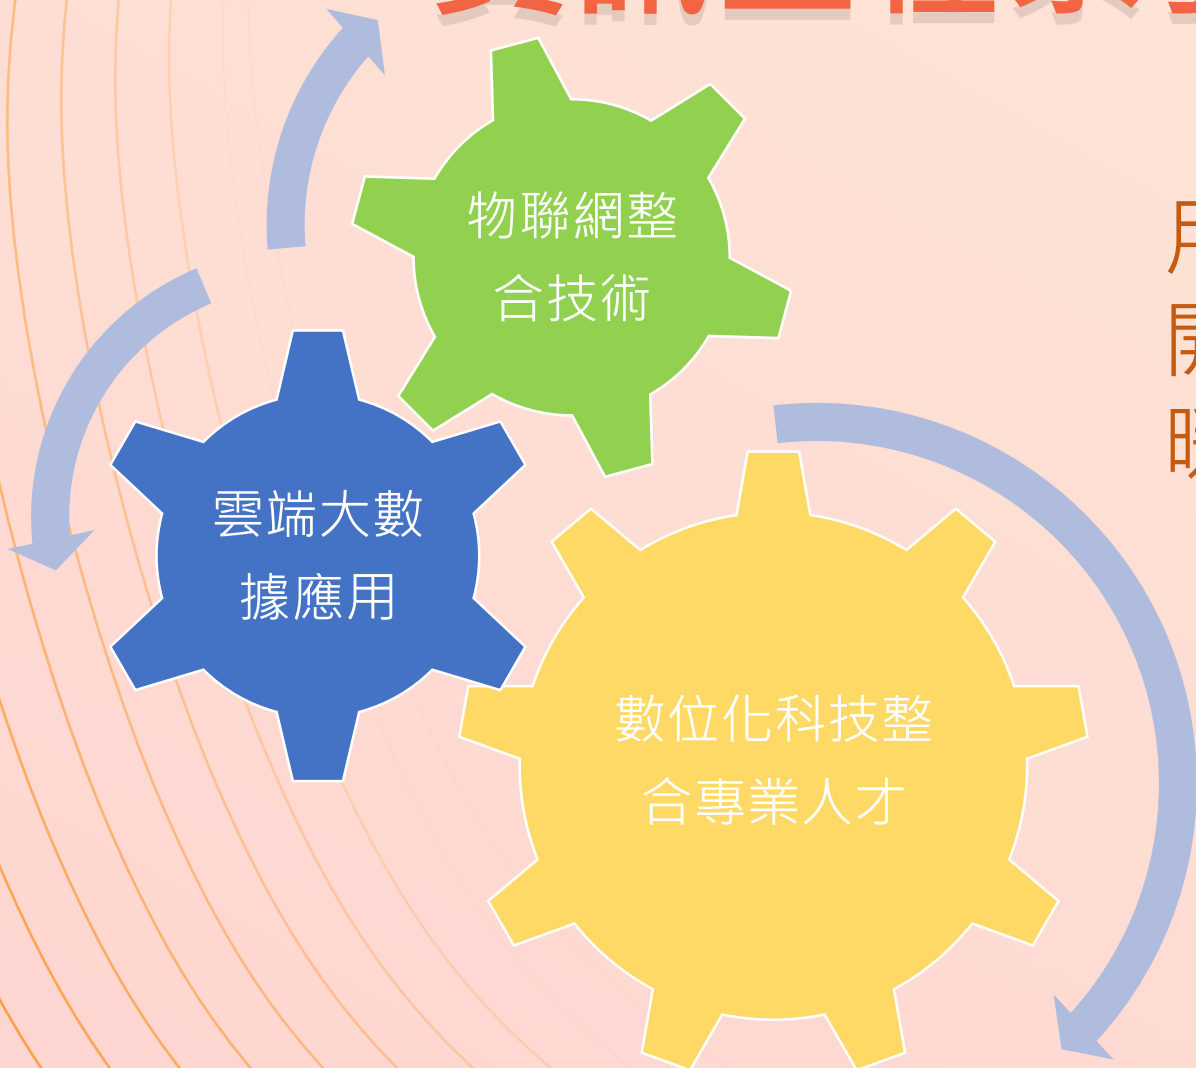 物聯網整
合技術
雲端大數
據應用
數位化科技整
合專業人才